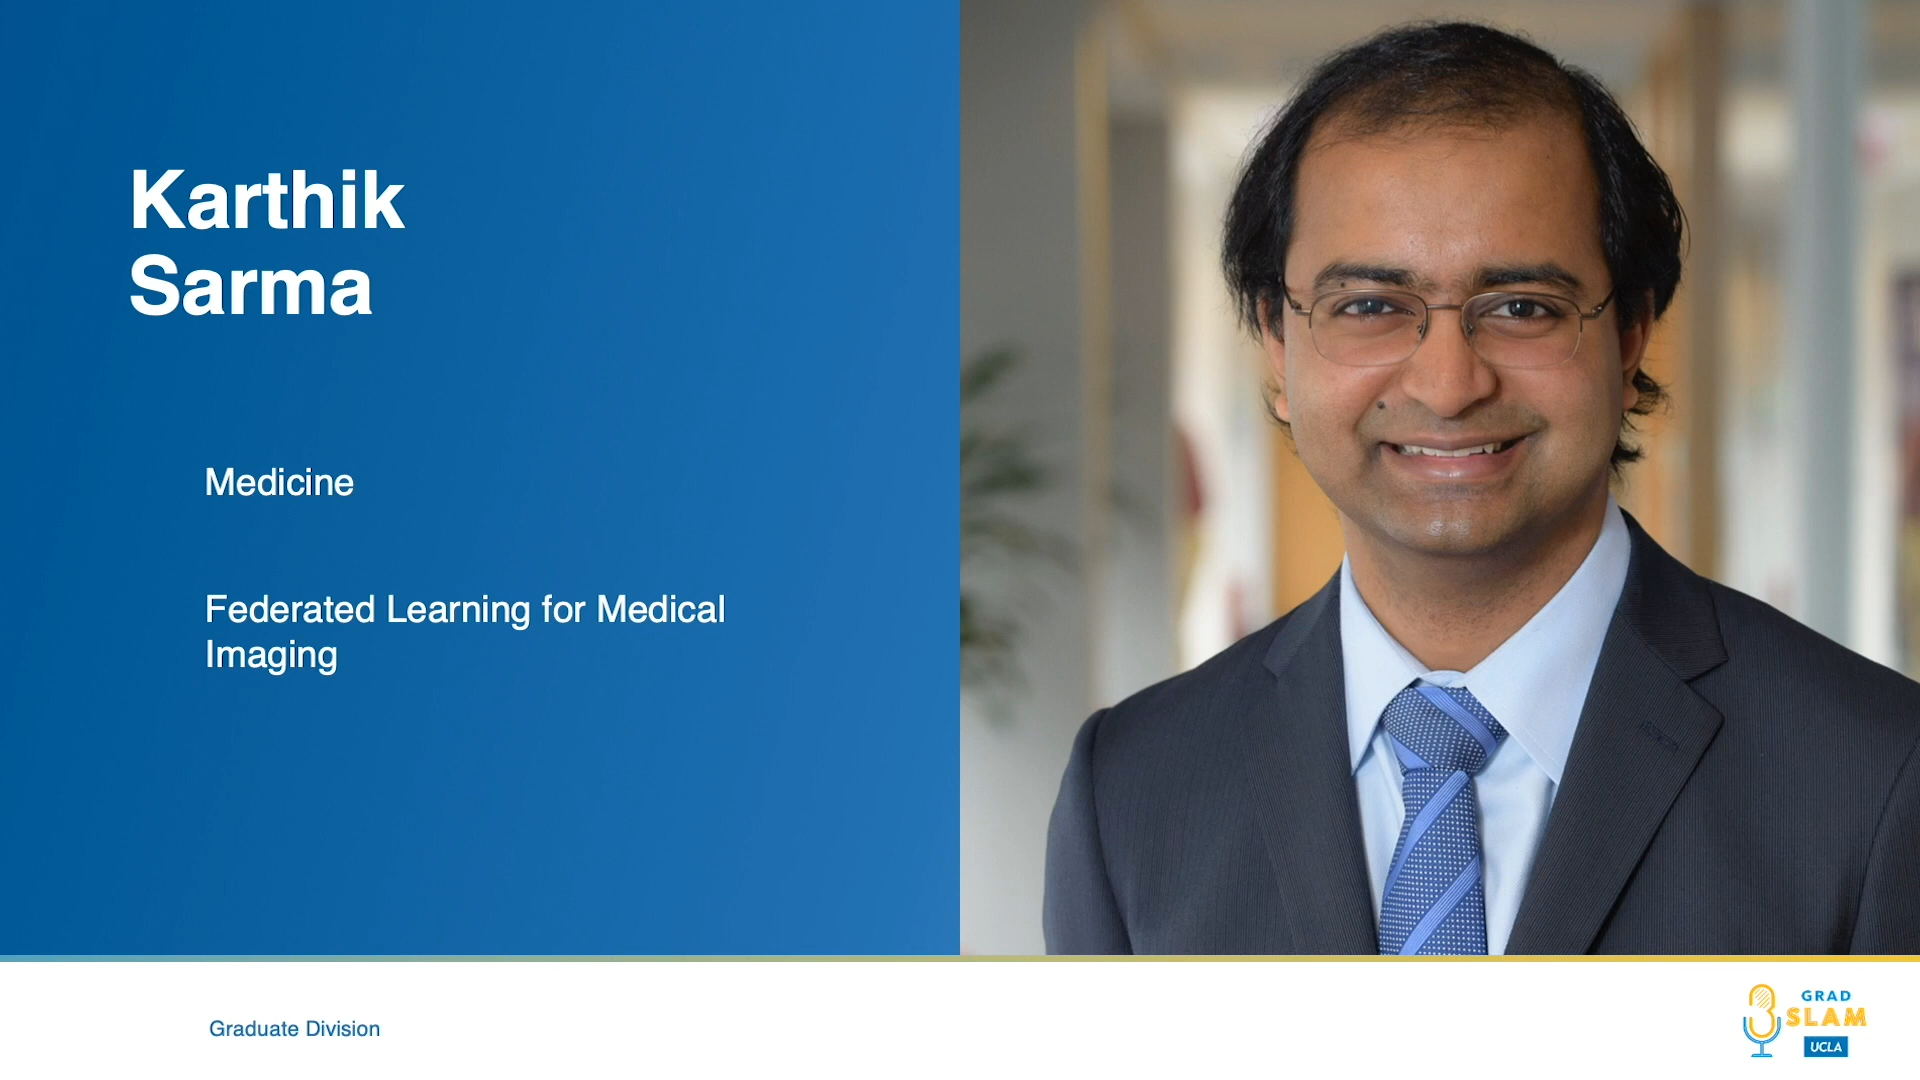 Karthik
Sarma
Medicine
Federated Learning for Medical
Imaging
Graduate Division
GRAD
SLAM
UCLA